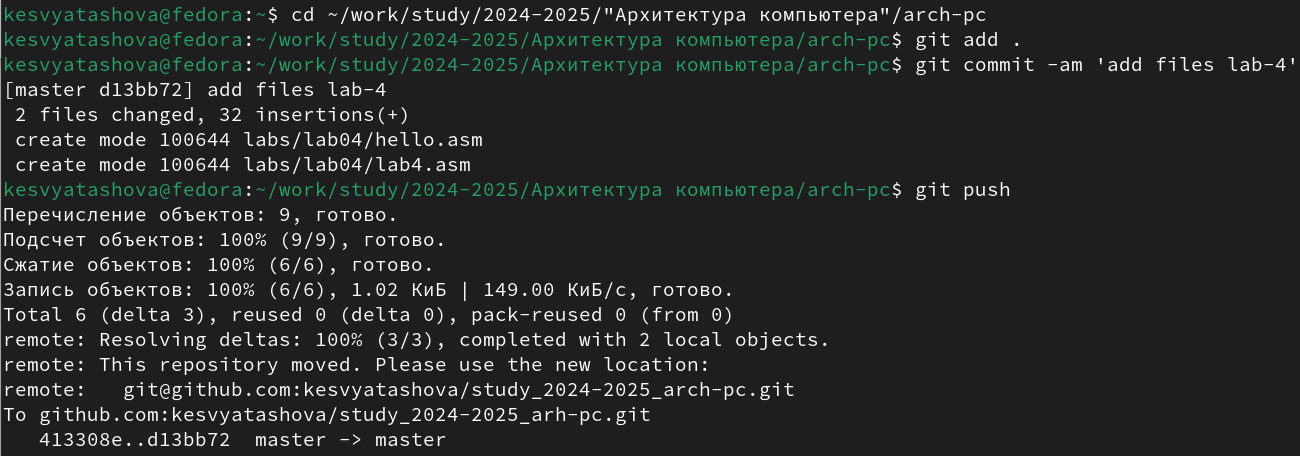 kesvyatashova@fedora:~$ cd ~/work/study/2024-2025/"Архитектура компьютера"/arch-pc
kesvyatashova@fedora:~/work/study/2024-2025/Архитектура компьютера/arch-pc$ git add .
kesvyatashova@fedora:~/work/study/2024-2025/Архитектура компьютера/arch-pc$ git commit -am 'add files lab-4'
[master d13bb72] add files lab-4
 2 files changed, 32 insertions(+)
 create mode 100644 labs/lab04/hello.asm
 create mode 100644 labs/lab04/lab4.asm
kesvyatashova@fedora:~/work/study/2024-2025/Архитектура компьютера/arch-pc$ git push
Перечисление объектов: 9, готово.
Подсчет объектов: 100% (9/9), готово.
Сжатие объектов: 100% (6/6), готово.
Запись объектов: 100% (6/6), 1.02 КиБ | 149.00 КиБ/с, готово.
Total 6 (delta 3), reused 0 (delta 0), pack-reused 0 (from 0)
remote: Resolving deltas: 100% (3/3), completed with 2 local objects.
remote: This repository moved. Please use the new location:
remote:   git@github.com:kesvyatashova/study_2024-2025_arch-pc.git
To github.com:kesvyatashova/study_2024-2025_arh-pc.git
   413308e..d13bb72  master -> master